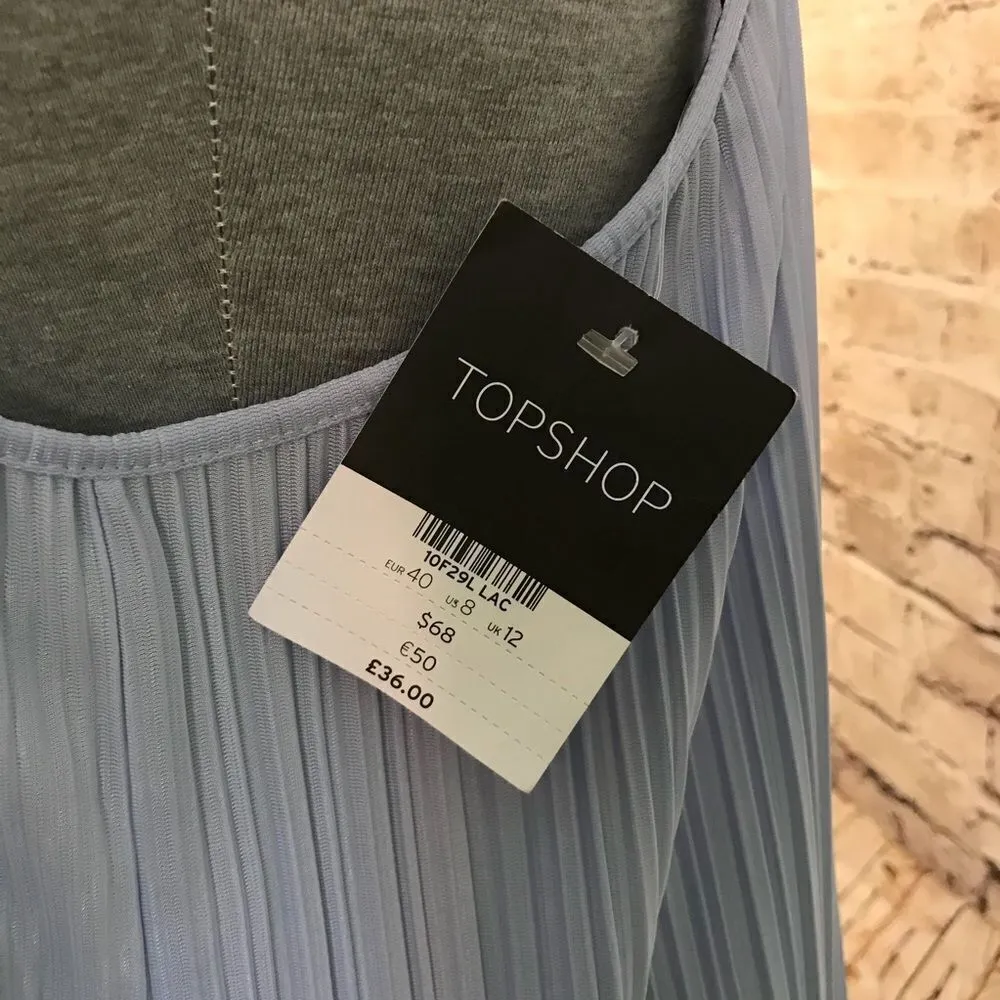 TOPSHOP
10F29L LAC
EUR 40 US 8 UK 12
$68
€50
£36.00